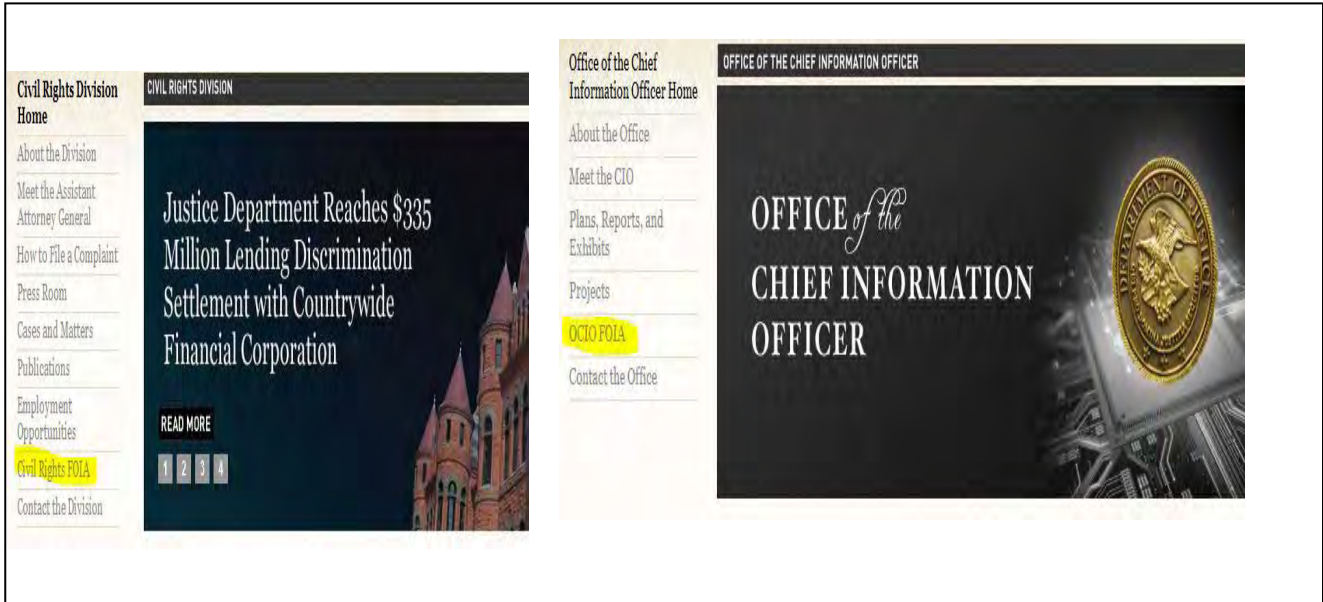 Civil Rights Division
Home
About the Division
Meet the Assistant
Attorney General
How to File a Complaint
Press Room
Cases and Matters
Publications
Employment
Opportunities
Civil Rights FOIA
Contact the Division
CIVIL RIGHTS DIVISION
Justice Department Reaches $335
Million Lending Discrimination
Settlement with Countrywide
Financial Corporation
READ MORE
1 2 3 4
Office of the Chief
Information Officer Home
About the Office
Meet the CIO
Plans, Reports, and
Exhibits
Projects
OCIO FOIA
Contact the Office
OFFICE OF THE CHIEF INFORMATION OFFICER
OFFICE of the
CHIEF INFORMATION
OFFICER
DEPARTMENT OF JUSTICE